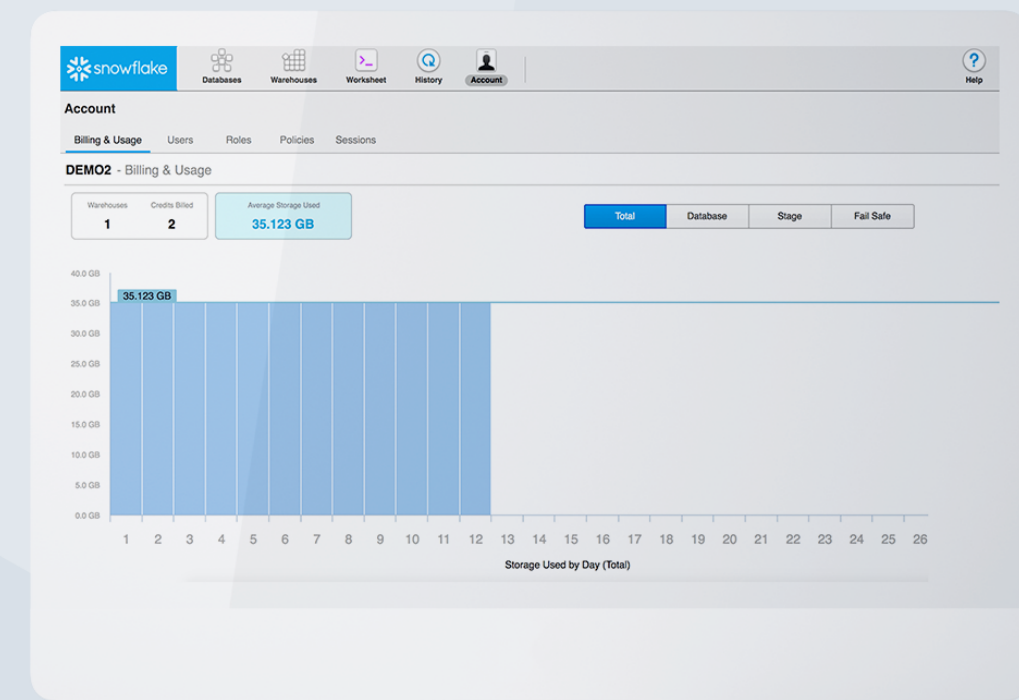 snowflake
Databases Warehouses Worksheet History Account Help
Account
Billing & Usage Users Roles Policies Sessions
DEMO2 - Billing & Usage
Warehouses Credits Billed Average Storage Used
1 2 35.123 GB
Total Database Stage Fail Safe
40.0 GB
35.123 GB
35.0 GB
30.0 GB
25.0 GB
20.0 GB
15.0 GB
10.0 GB
5.0 GB
0.0 GB
1 2 3 4 5 6 7 8 9 10 11 12 13 14 15 16 17 18 19 20 21 22 23 24 25 26
Storage Used by Day (Total)